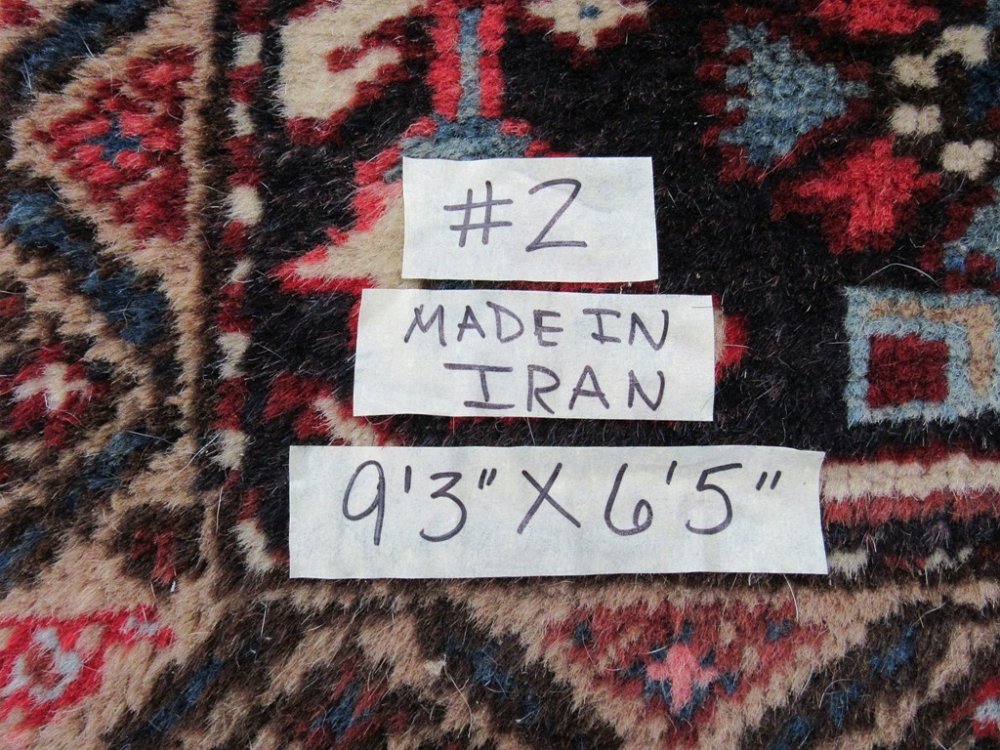 #2
MADE IN
IRAN
9'3" X 6'5"